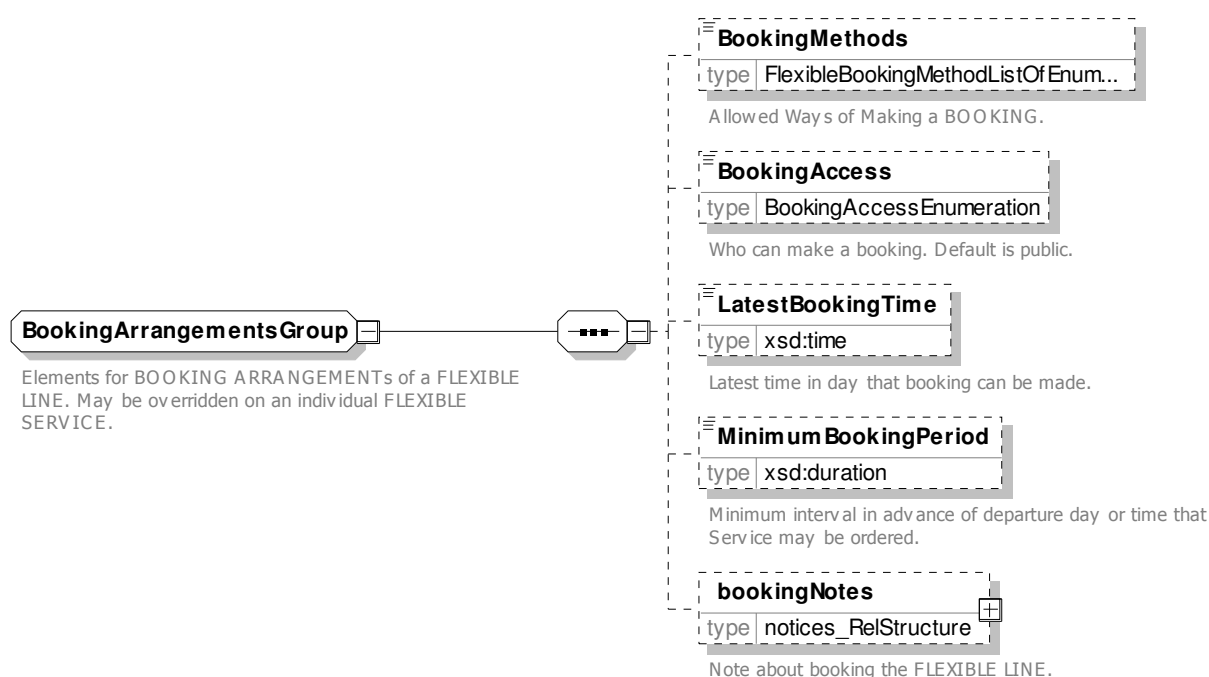 BookingMethods
type FlexibleBookingMethodListOfEnum...
Allowed Ways of Making a BOOKING.
BookingAccess
type BookingAccessEnumeration
Who can make a booking. Default is public.
LatestBookingTime
type xsd:time
Latest time in day that booking can be made.
BookingArrangementsGroup
Elements for BOOKING ARRANGEMENTs of a FLEXIBLE
LINE. May be overridden on an individual FLEXIBLE
SERVICE.
MinimumBookingPeriod
type xsd:duration
Minimum interval in advance of departure day or time that
Service may be ordered.
bookingNotes
type notices_RelStructure
Note about booking the FLEXIBLE LINE.